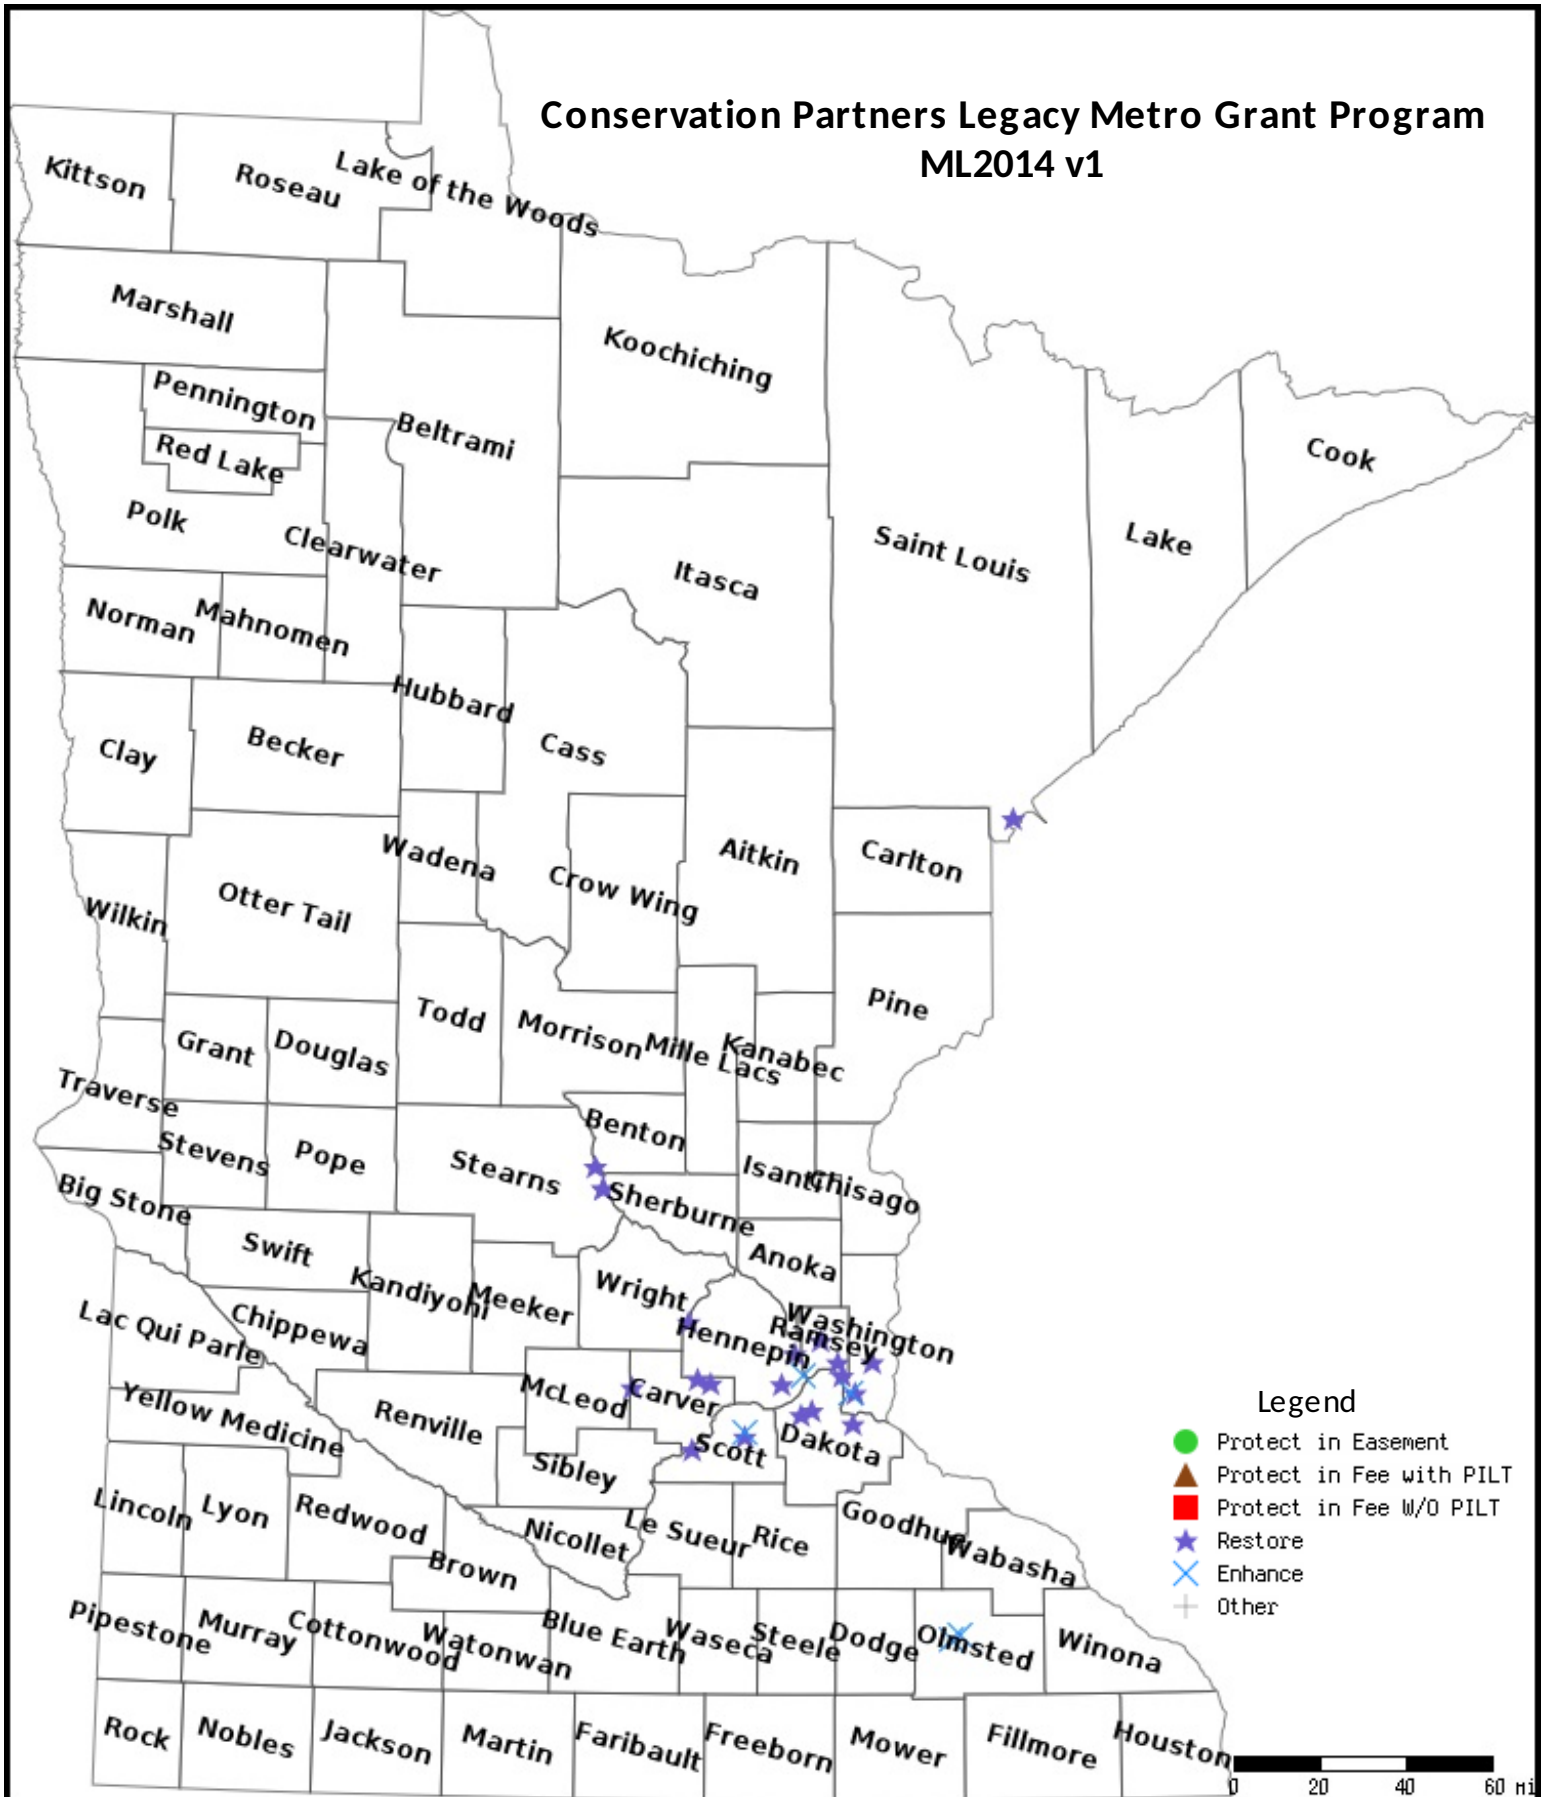 Conservation Partners Legacy Metro Grant Program
ML2014 v1
Kittson
Roseau
Lake of the Woods
Marshall
Koochiching
Pennington
Beltrami
Red Lake
Cook
Polk
Clearwater
Saint Louis
Lake
Itasca
Norman
Mahnomen
Hubbard
Clay
Becker
Cass
Wadena
Aitkin
Carlton
Crow Wing
Otter Tail
Wilkin
Pine
Todd
Morrison
Mille Lacs
Kanabec
Grant
Douglas
Traverse
Benton
Stevens
Pope
Stearns
Isanti
Chisago
Big Stone
Sherburne
Swift
Anoka
Kandiyohi
Meeker
Wright
Washington
Ramsey
Hennepin
Lac Qui Parle
Chippewa
McLeod
Carver
Yellow Medicine
Renville
Scott
Dakota
Sibley
Lincoln
Lyon
Redwood
Nicollet
Le Sueur
Rice
Goodhue
Wabasha
Brown
Pipestone
Murray
Cottonwood
Watonwan
Blue Earth
Waseca
Steele
Dodge
Olmsted
Winona
Rock
Nobles
Jackson
Martin
Faribault
Freeborn
Mower
Fillmore
Houston
Legend
Protect in Easement
Protect in Fee with PILT
Protect in Fee W/O PILT
Restore
Enhance
Other
0 20 40 60 mi